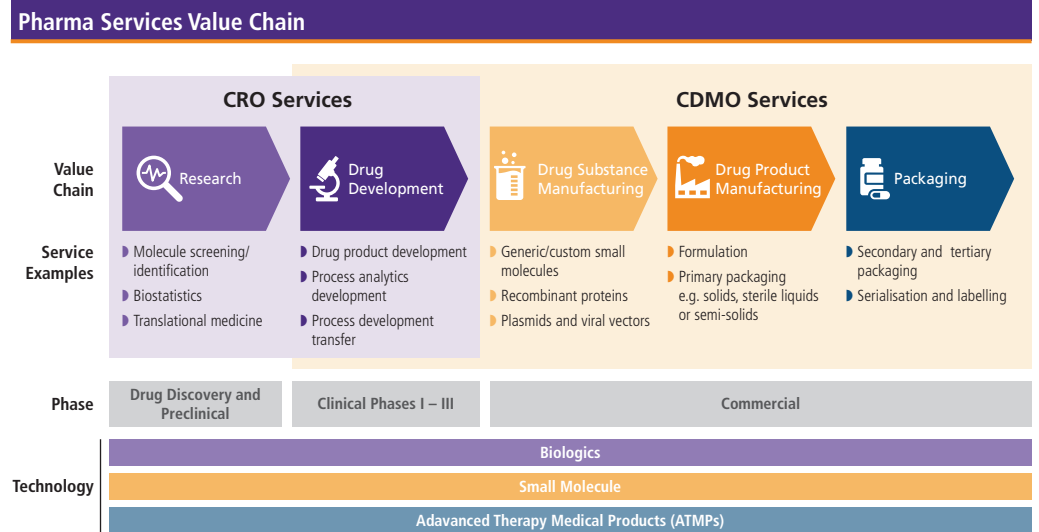 Pharma Services Value Chain
CRO Services
CDMO Services
Value
Chain
Research
Drug
Development
Drug Substance
Manufacturing
Drug Product
Manufacturing
Packaging
Service
Examples
Molecule screening/
identification
Biostatistics
Translational medicine
Drug product development
Process analytics
development
Process development
transfer
Generic/custom small
molecules
Recombinant proteins
Plasmids and viral vectors
Formulation
Primary packaging
e.g. solids, sterile liquids
or semi-solids
Secondary and tertiary
packaging
Serialisation and labelling
Phase
Drug Discovery and
Preclinical
Clinical Phases I – III
Commercial
Technology
Biologics
Small Molecule
Adavanced Therapy Medical Products (ATMPs)